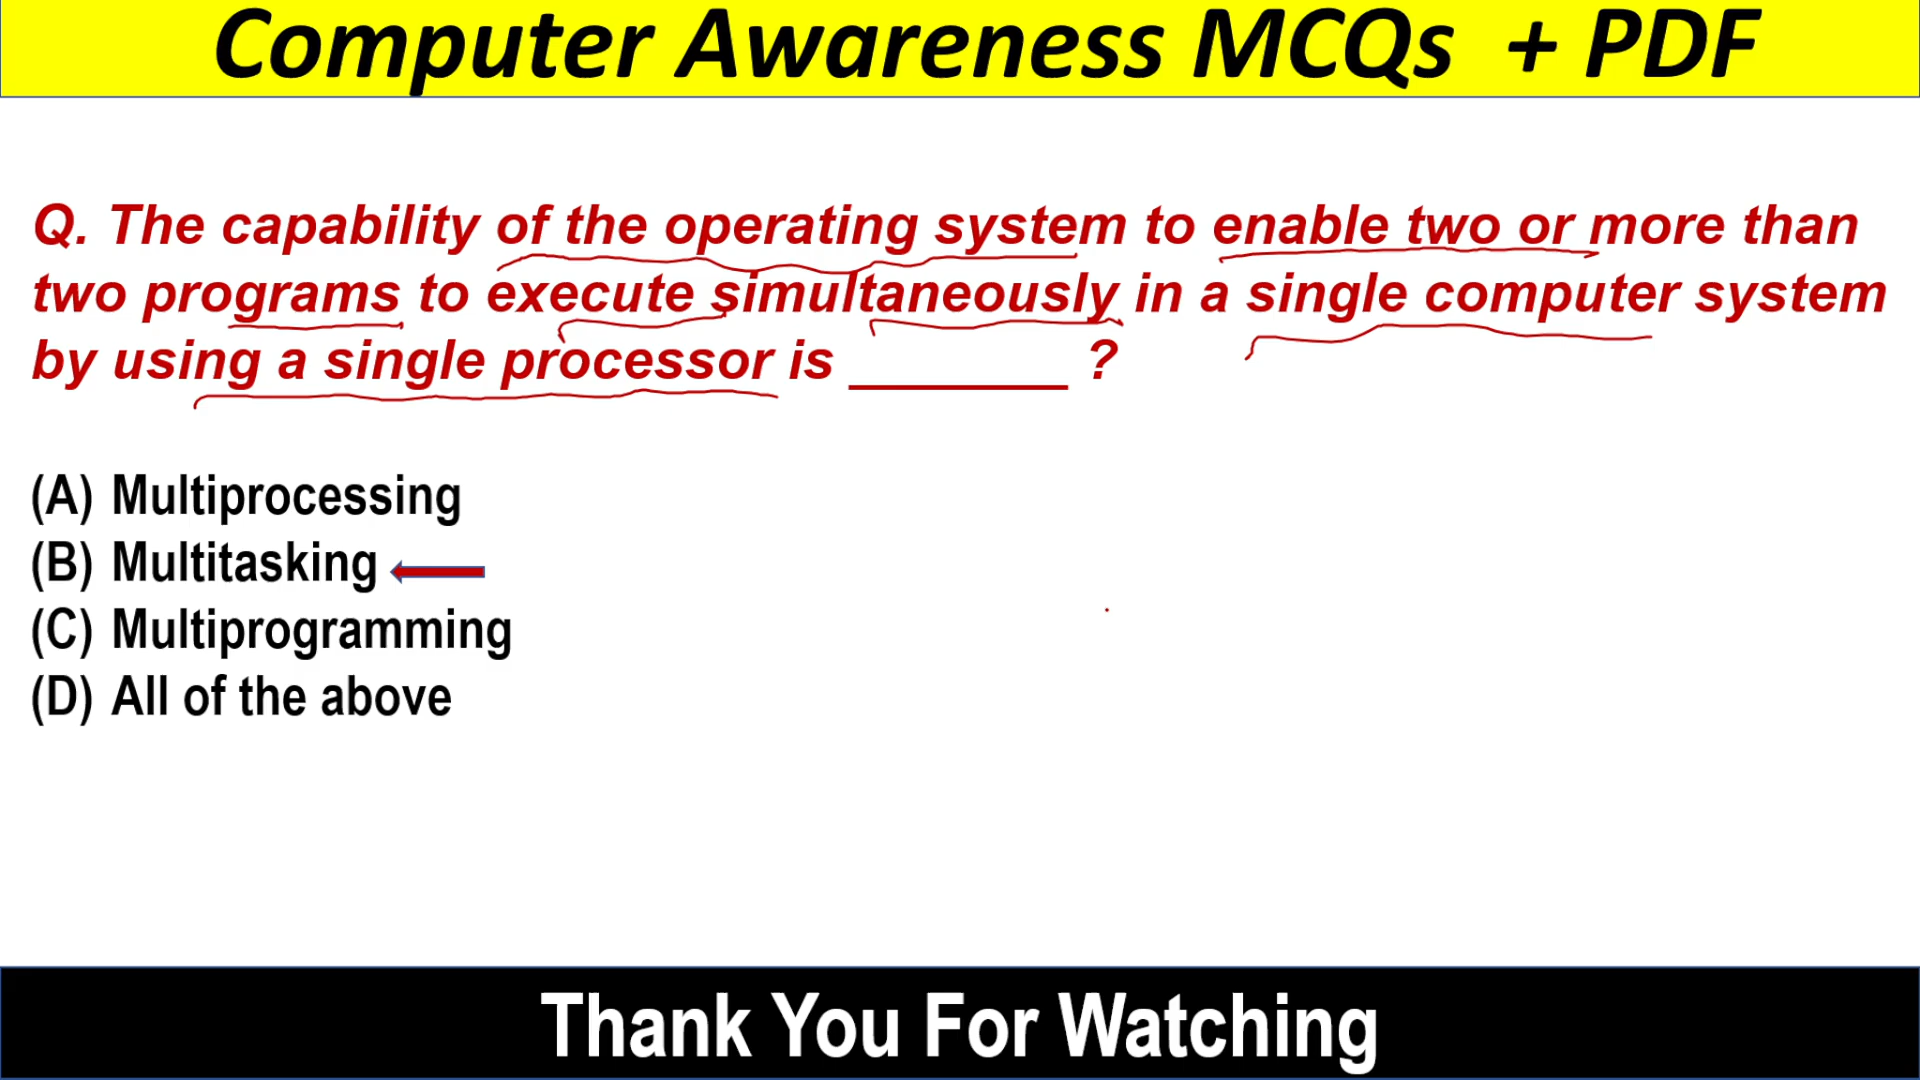 Computer Awareness MCQs + PDF
Q. The capability of the operating system to enable two or more than
two programs to execute simultaneously in a single computer system
by using a single processor is ________ ?
(A) Multiprocessing
(B) Multitasking
(C) Multiprogramming
(D) All of the above
Thank You For Watching